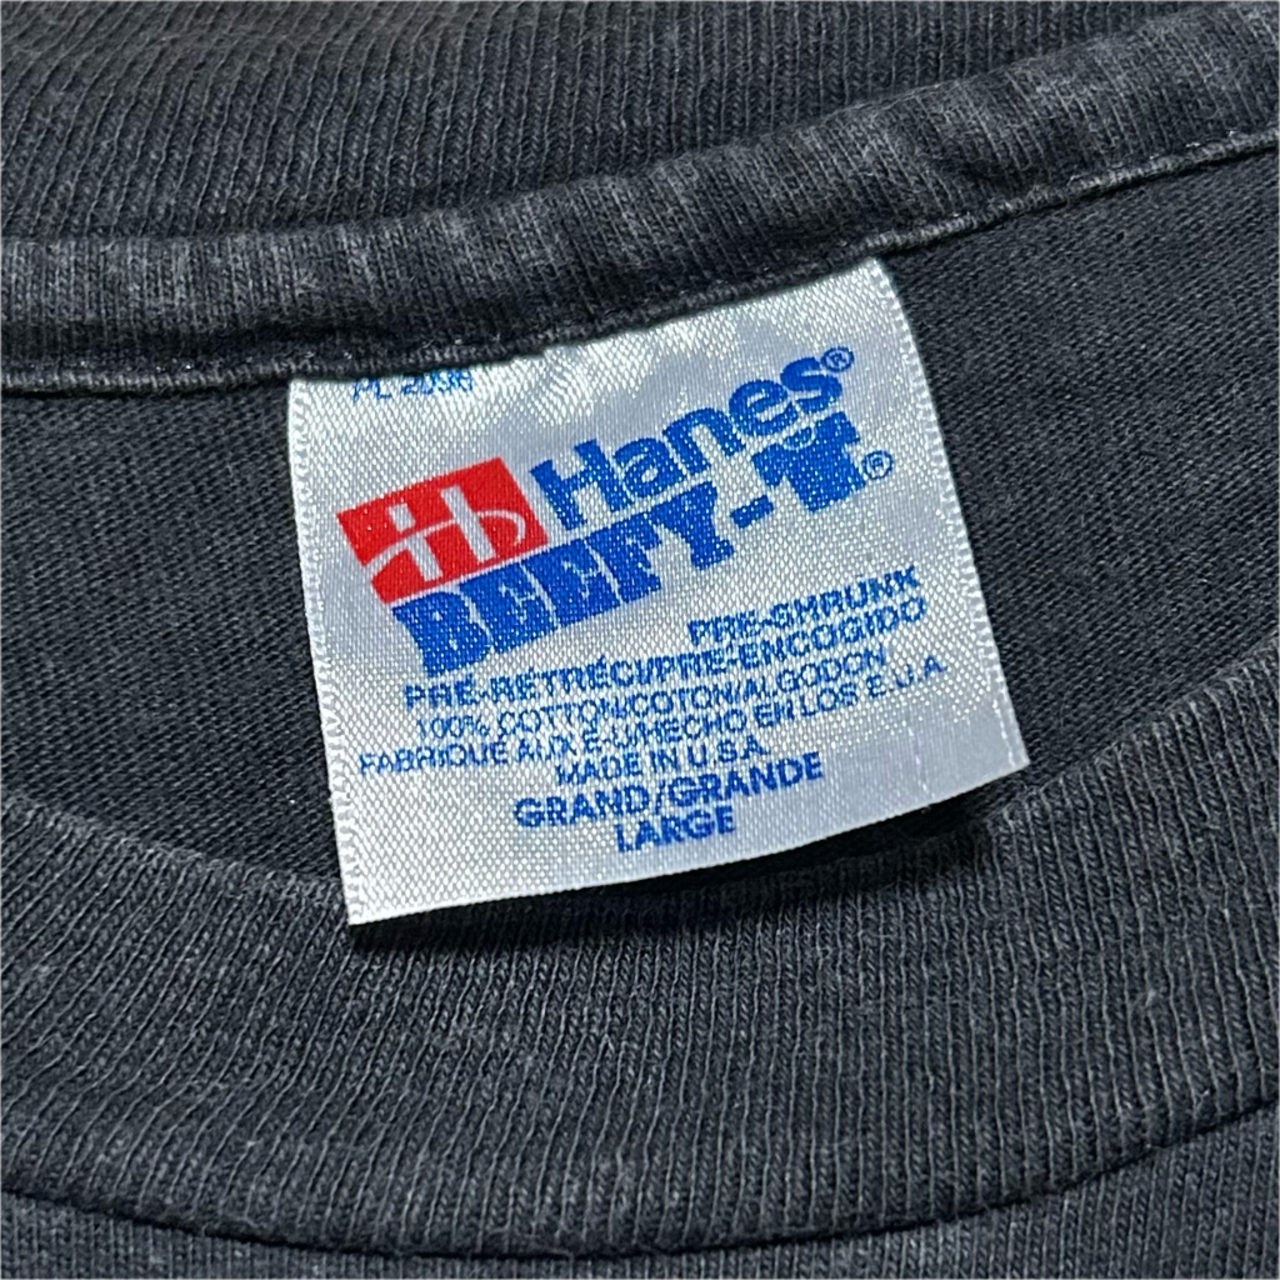 Hanes®
BEEFY-T®
PRE-SHRUNK
PRÉ-RÉTRÉCI/PRE-ENCOGIDO
100% COTTON/COTON/ALGODON
FABRIQUÉ AUX É-U/HECHO EN LOS E.U.A.
MADE IN U.S.A.
GRAND/GRANDE
LARGE